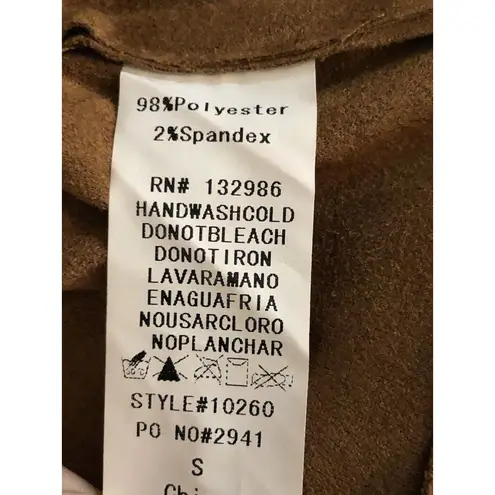 98%Polyester
2%Spandex
RN# 132986
HANDWASHCOLD
DONOTBLEACH
DONOTIRON
LAVARAMANO
ENAGUAFRIA
NOUSARCLORO
NOPLANCHAR
STYLE#10260
PO NO#2941
S